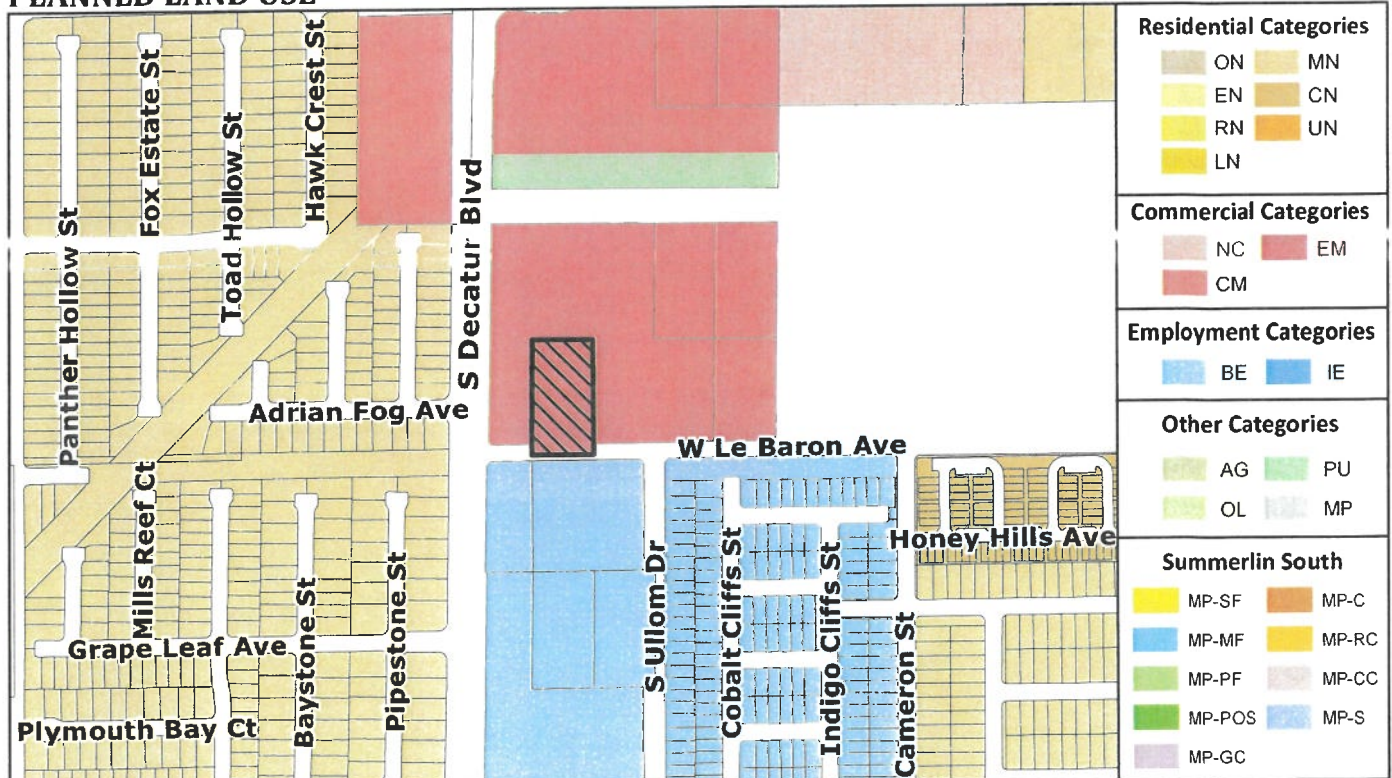 PLANNED LAND USE
Panther Hollow St
Fox Estate St
Toad Hollow St
Hawk Crest St
S Decatur Blvd
Adrian Fog Ave
W Le Baron Ave
Mills Reef Ct
Honey Hills Ave
Grape Leaf Ave
Baystone St
Pipestone St
S Ullom Dr
Cobalt Cliffs St
Indigo Cliffs St
Cameron St
Plymouth Bay Ct
Residential Categories
ON MN
EN CN
RN UN
LN
Commercial Categories
NC EM
CM
Employment Categories
BE IE
Other Categories
AG PU
OL MP
Summerlin South
MP-SF MP-C
MP-MF MP-RC
MP-PF MP-CC
MP-POS MP-S
MP-GC